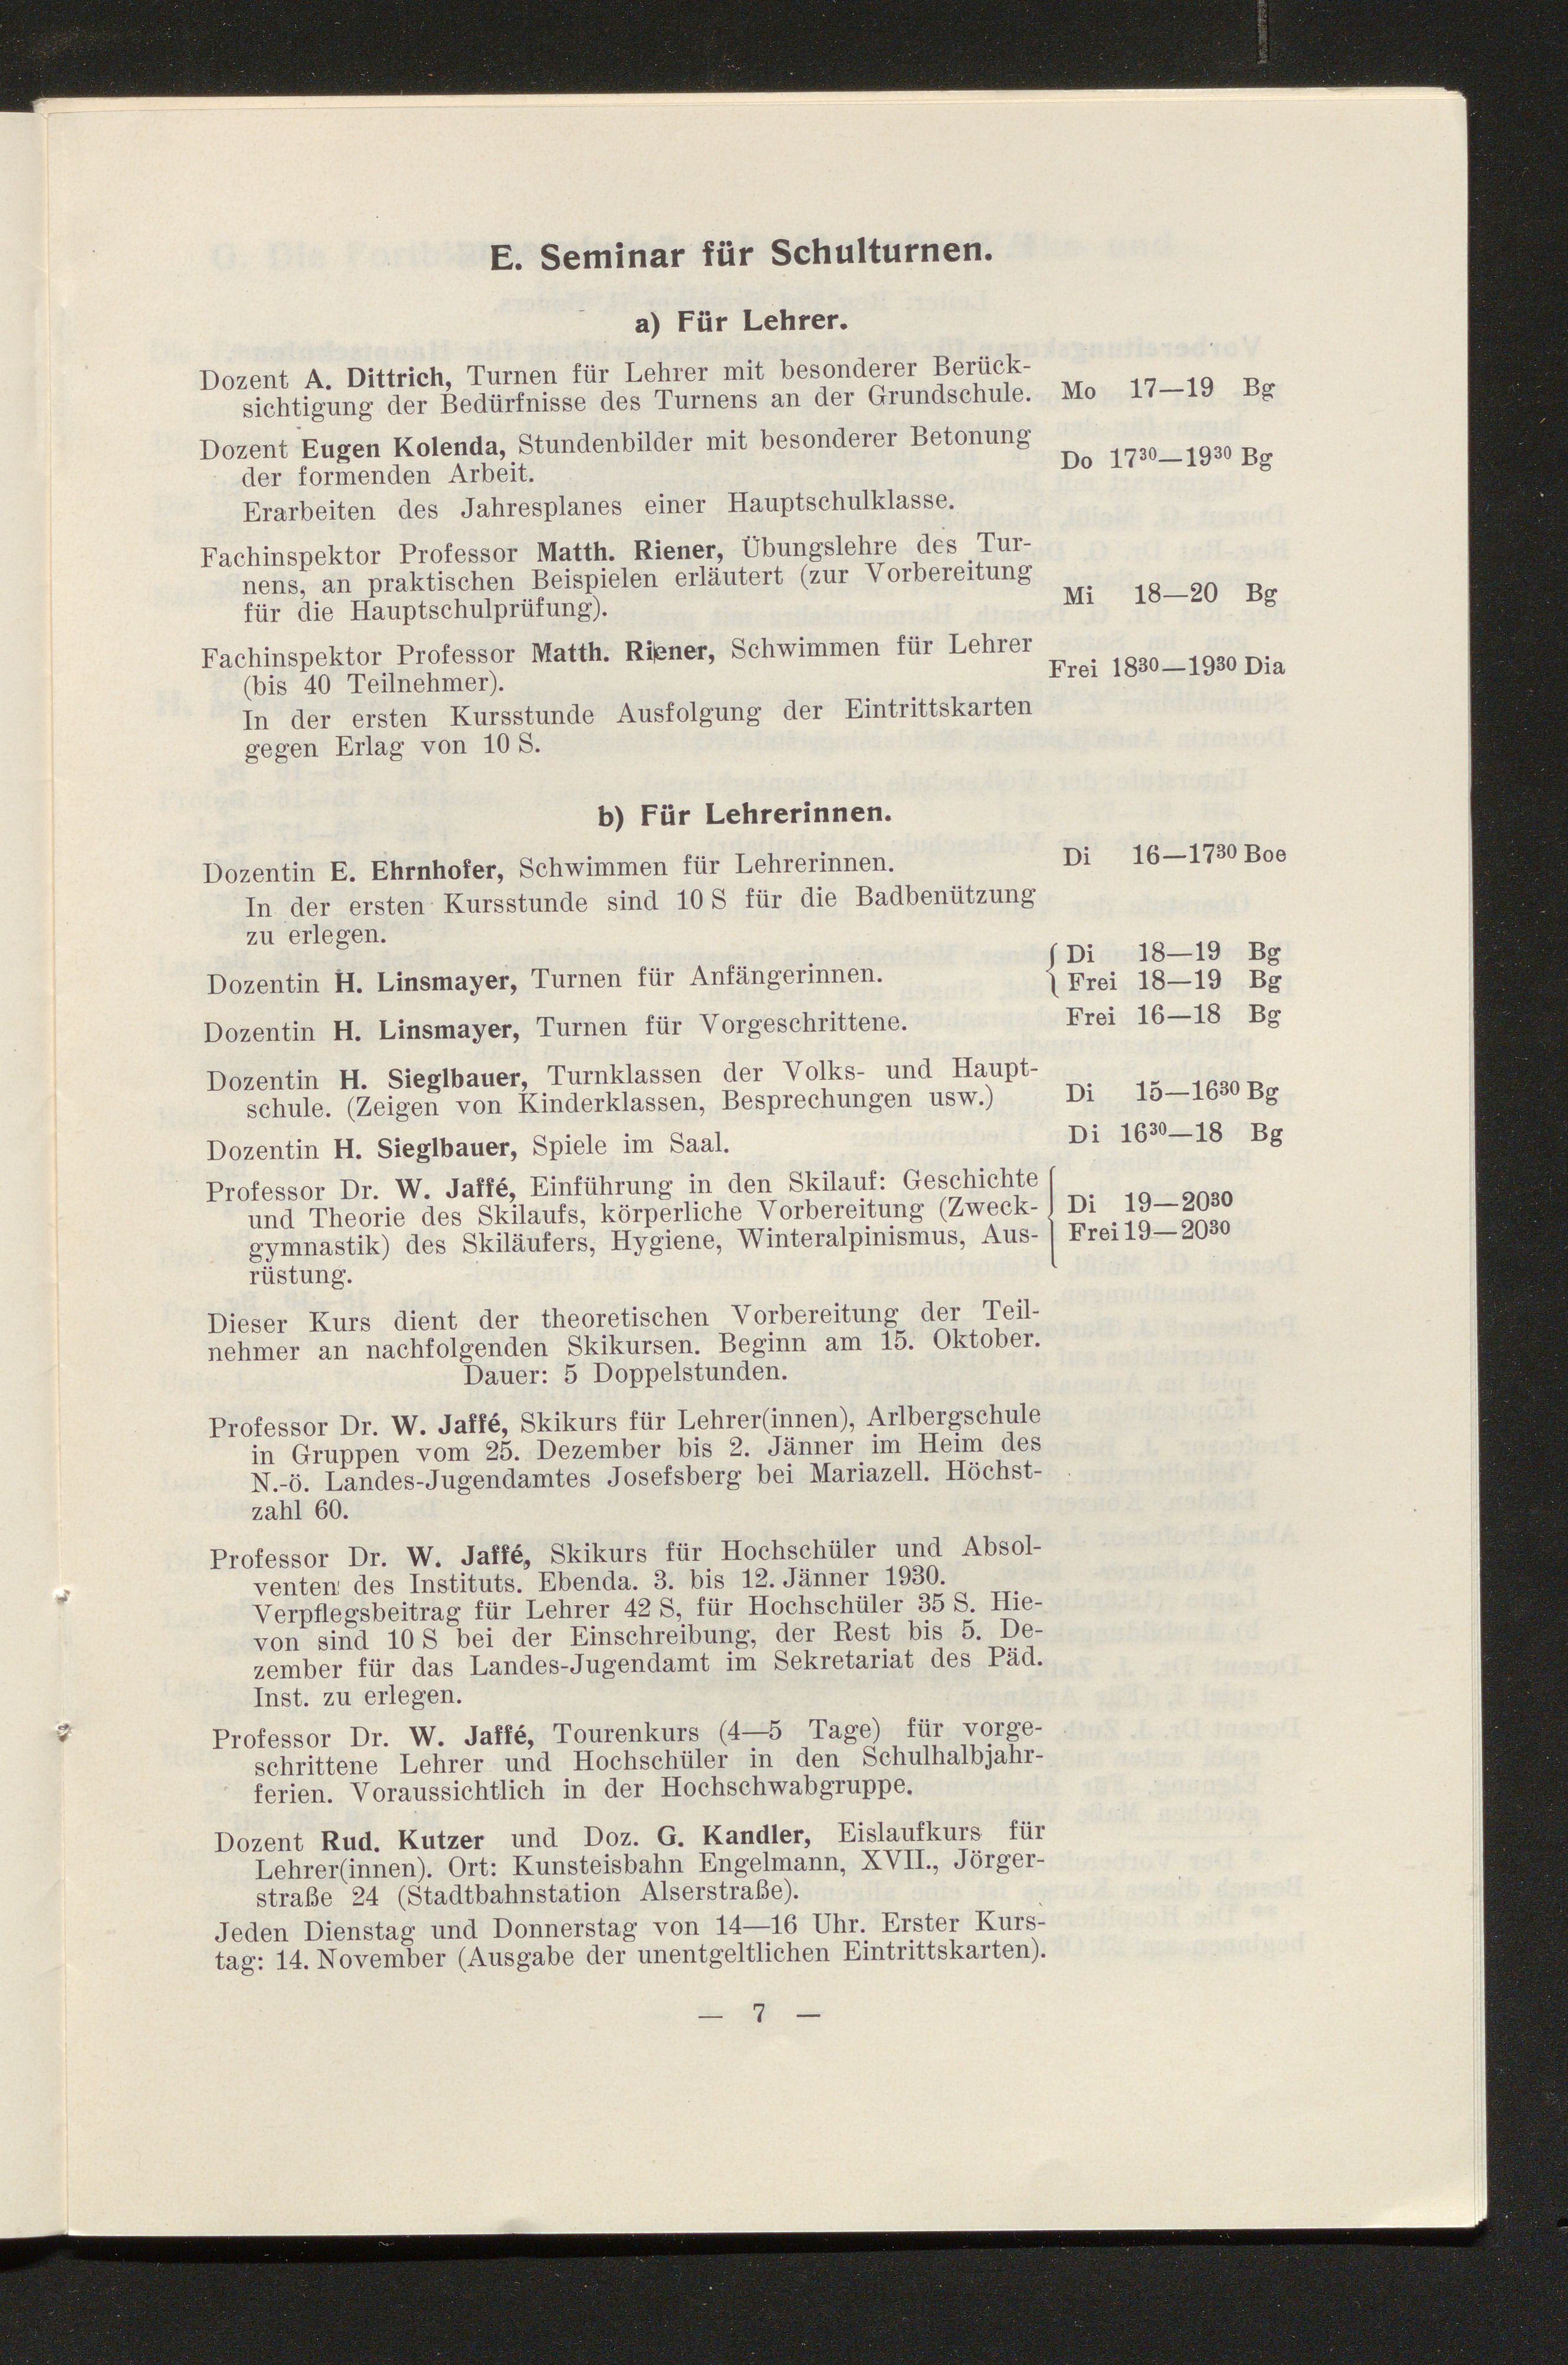 E. Seminar für Schulturnen.
a) Für Lehrer.
Dozent A. Dittrich, Turnen für Lehrer mit besonderer Berück-
sichtigung der Bedürfnisse des Turnens an der Grundschule. Mo 17—19 Bg
Dozent Eugen Kolenda, Stundenbilder mit besonderer Betonung
der formenden Arbeit. Do 17³⁰—19³⁰ Bg
Erarbeiten des Jahresplanes einer Hauptschulklasse.
Fachinspektor Professor Matth. Riener, Übungslehre des Tur-
nens, an praktischen Beispielen erläutert (zur Vorbereitung
für die Hauptschulprüfung). Mi 18—20 Bg
Fachinspektor Professor Matth. Riener, Schwimmen für Lehrer
(bis 40 Teilnehmer). Frei 18³⁰—19³⁰ Dia
In der ersten Kursstunde Ausfolgung der Eintrittskarten
gegen Erlag von 10 S.
b) Für Lehrerinnen.
Dozentin E. Ehrnhofer, Schwimmen für Lehrerinnen. Di 16—17³⁰ Boe
In der ersten Kursstunde sind 10 S für die Badbenützung
zu erlegen.
Di 18—19 Bg
Dozentin H. Linsmayer, Turnen für Anfängerinnen. Frei 18—19 Bg
Dozentin H. Linsmayer, Turnen für Vorgeschrittene. Frei 16—18 Bg
Dozentin H. Sieglbauer, Turnklassen der Volks- und Haupt-
schule. (Zeigen von Kinderklassen, Besprechungen usw.) Di 15—16³⁰ Bg
Dozentin H. Sieglbauer, Spiele im Saal. Di 16³⁰—18 Bg
Professor Dr. W. Jaffé, Einführung in den Skilauf: Geschichte
und Theorie des Skilaufs, körperliche Vorbereitung (Zweck- Di 19—20³⁰
gymnastik) des Skiläufers, Hygiene, Winteralpinismus, Aus- Frei 19—20³⁰
rüstung.
Dieser Kurs dient der theoretischen Vorbereitung der Teil-
nehmer an nachfolgenden Skikursen. Beginn am 15. Oktober.
Dauer: 5 Doppelstunden.
Professor Dr. W. Jaffé, Skikurs für Lehrer(innen), Arlbergschule
in Gruppen vom 25. Dezember bis 2. Jänner im Heim des
N.-ö. Landes-Jugendamtes Josefsberg bei Mariazell. Höchst-
zahl 60.
Professor Dr. W. Jaffé, Skikurs für Hochschüler und Absol-
venten des Instituts. Ebenda. 3. bis 12. Jänner 1930.
Verpflegsbeitrag für Lehrer 42 S, für Hochschüler 35 S. Hie-
von sind 10 S bei der Einschreibung, der Rest bis 5. De-
zember für das Landes-Jugendamt im Sekretariat des Päd.
Inst. zu erlegen.
Professor Dr. W. Jaffé, Tourenkurs (4—5 Tage) für vorge-
schrittene Lehrer und Hochschüler in den Schulhalbjahr-
ferien. Voraussichtlich in der Hochschwabgruppe.
Dozent Rud. Kutzer und Doz. G. Kandler, Eislaufkurs für
Lehrer(innen). Ort: Kunsteisbahn Engelmann, XVII., Jörger-
straße 24 (Stadtbahnstation Alserstraße).
Jeden Dienstag und Donnerstag von 14—16 Uhr. Erster Kurs-
tag: 14. November (Ausgabe der unentgeltlichen Eintrittskarten).
— 7 —